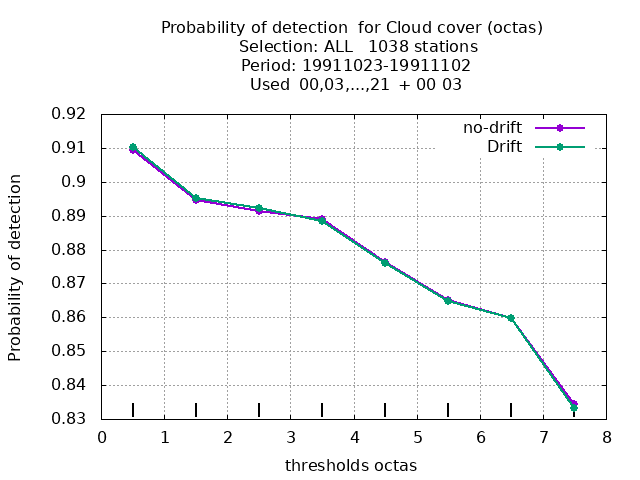 Probability of detection  for Cloud cover (octas)
Selection: ALL   1038 stations
Period: 19911023-19911102
Used  00,03,...,21  + 00 03
no-drift
Drift
Probability of detection
0.92
0.91
0.9
0.89
0.88
0.87
0.86
0.85
0.84
0.83
0 1 2 3 4 5 6 7 8
thresholds octas